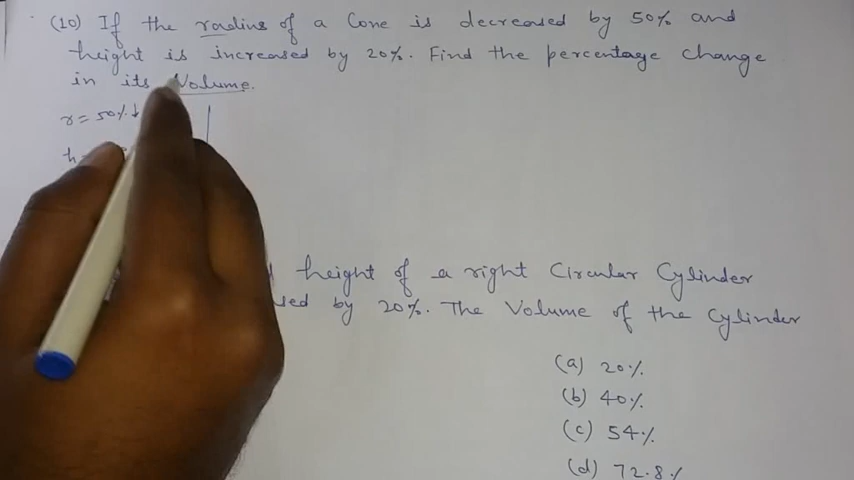 (10) If the radius of a Cone is decreased by 50% and
height is increased by 20%. Find the percentage change
in its Volume.
r = 50% ↓
h =
height of a right Circular Cylinder
by 20%. The Volume of the Cylinder
(a) 20%
(b) 40%
(c) 54%
(d) 72.8%